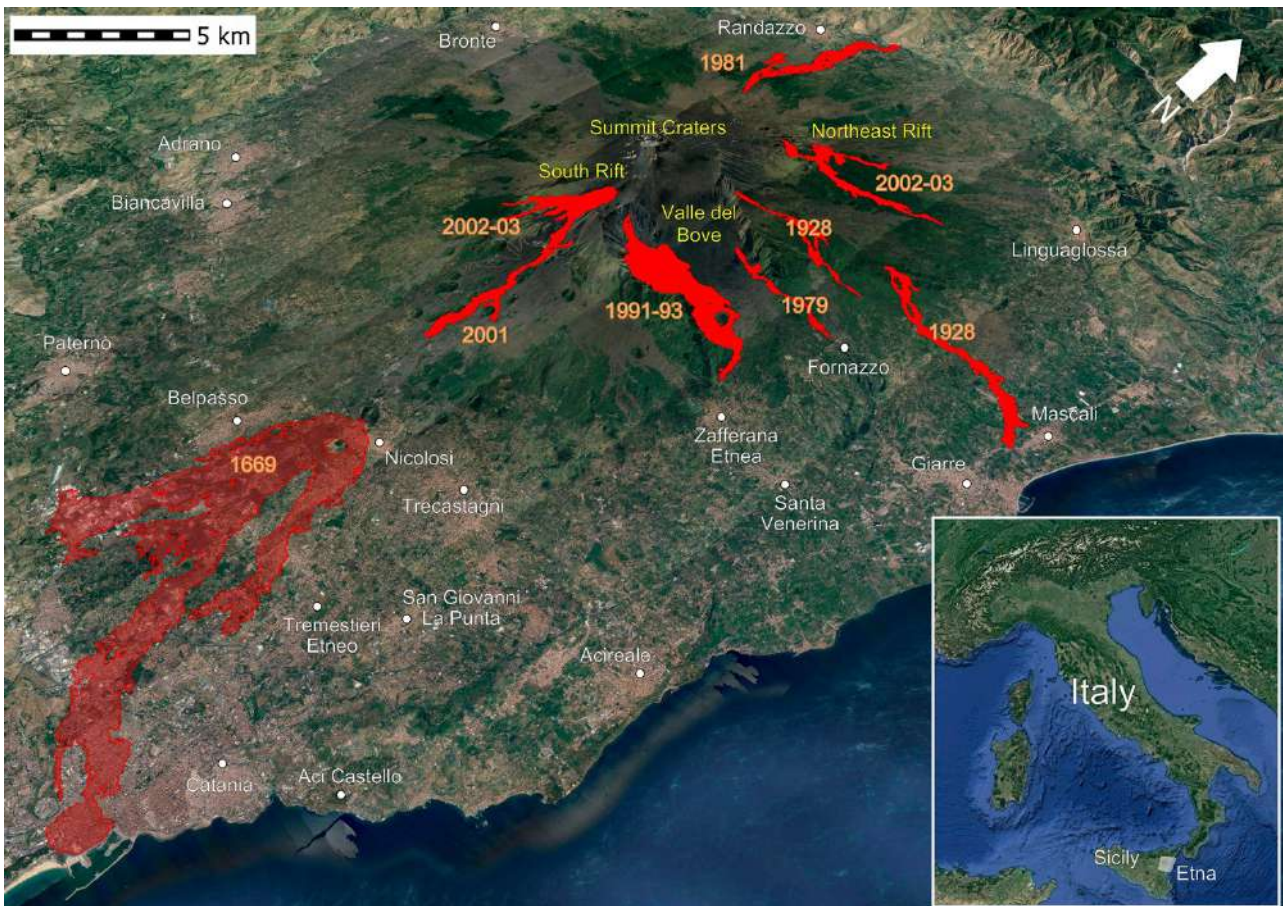 5 km
Bronte
Randazzo
1981
N
Summit Craters
Northeast Rift
Adrano
South Rift
2002-03
Biancavilla
2002-03
Valle del
Bove
1928
Linguaglossa
1991-93
1979
2001
1928
Paternò
Fornazzo
Belpasso
Mascali
Zafferana
Etnea
Nicolosi
1669
Giarre
Trecastagni
Santa
Venerina
San Giovanni
La Punta
Tremestieri
Etneo
Acireale
Catania
Aci Castello
Italy
Sicily
Etna